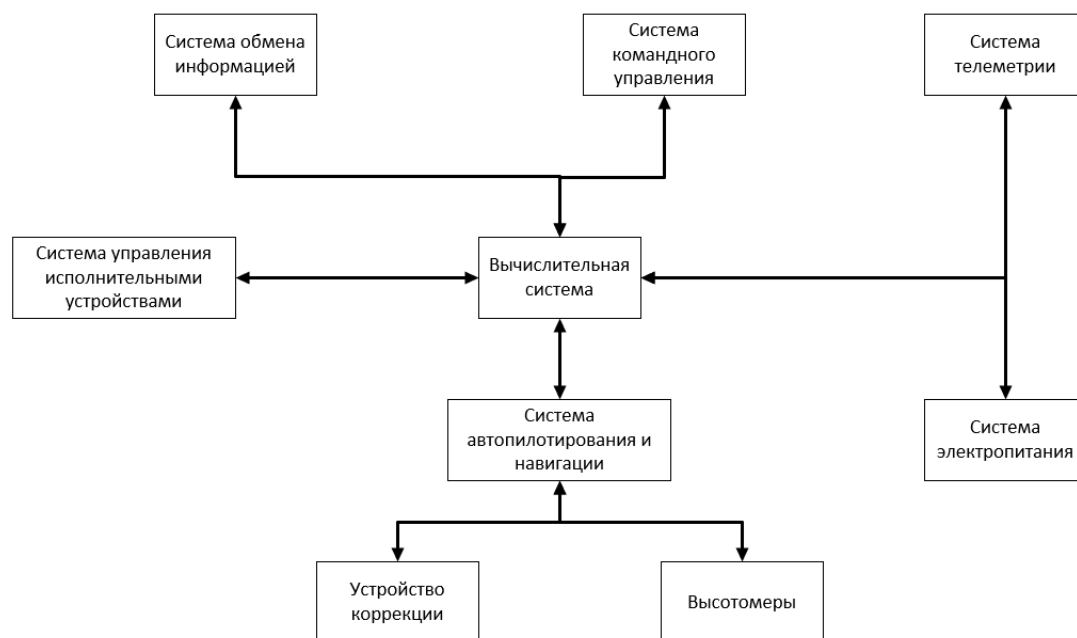 Система обмена
информацией
Система
командного
управления
Система
телеметрии
Система управления
исполнительными
устройствами
Вычислительная
система
Система
автопилотирования и
навигации
Система
электропитания
Устройство
коррекции
Высотомеры